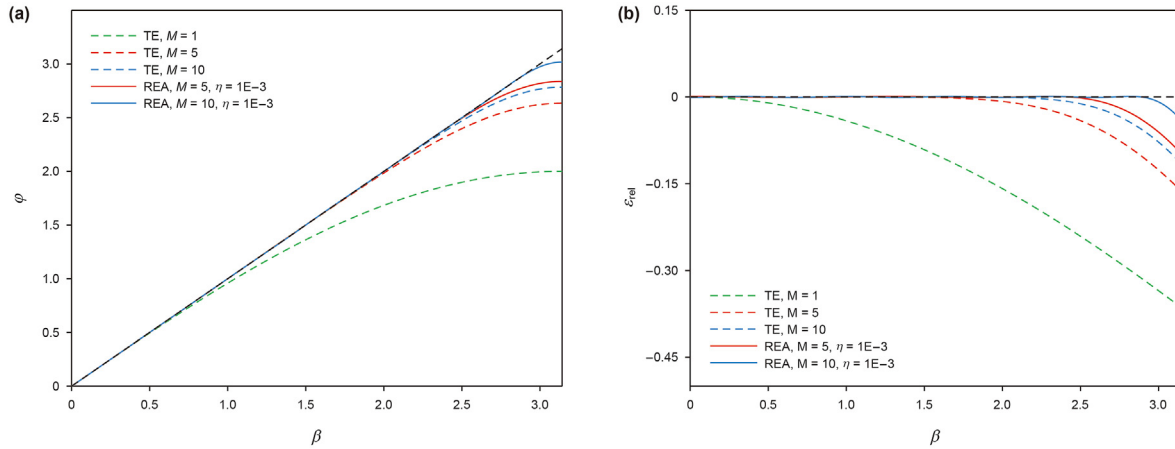 (a)
TE, M = 1
TE, M = 5
TE, M = 10
REA, M = 5, η = 1E−3
REA, M = 10, η = 1E−3
3.0
2.5
2.0
1.5
1.0
0.5
0
φ
0
0.5
1.0
1.5
2.0
2.5
3.0
β
(b)
0.15
0
−0.15
−0.30
−0.45
εrel
TE, M = 1
TE, M = 5
TE, M = 10
REA, M = 5, η = 1E−3
REA, M = 10, η = 1E−3
0
0.5
1.0
1.5
2.0
2.5
3.0
β